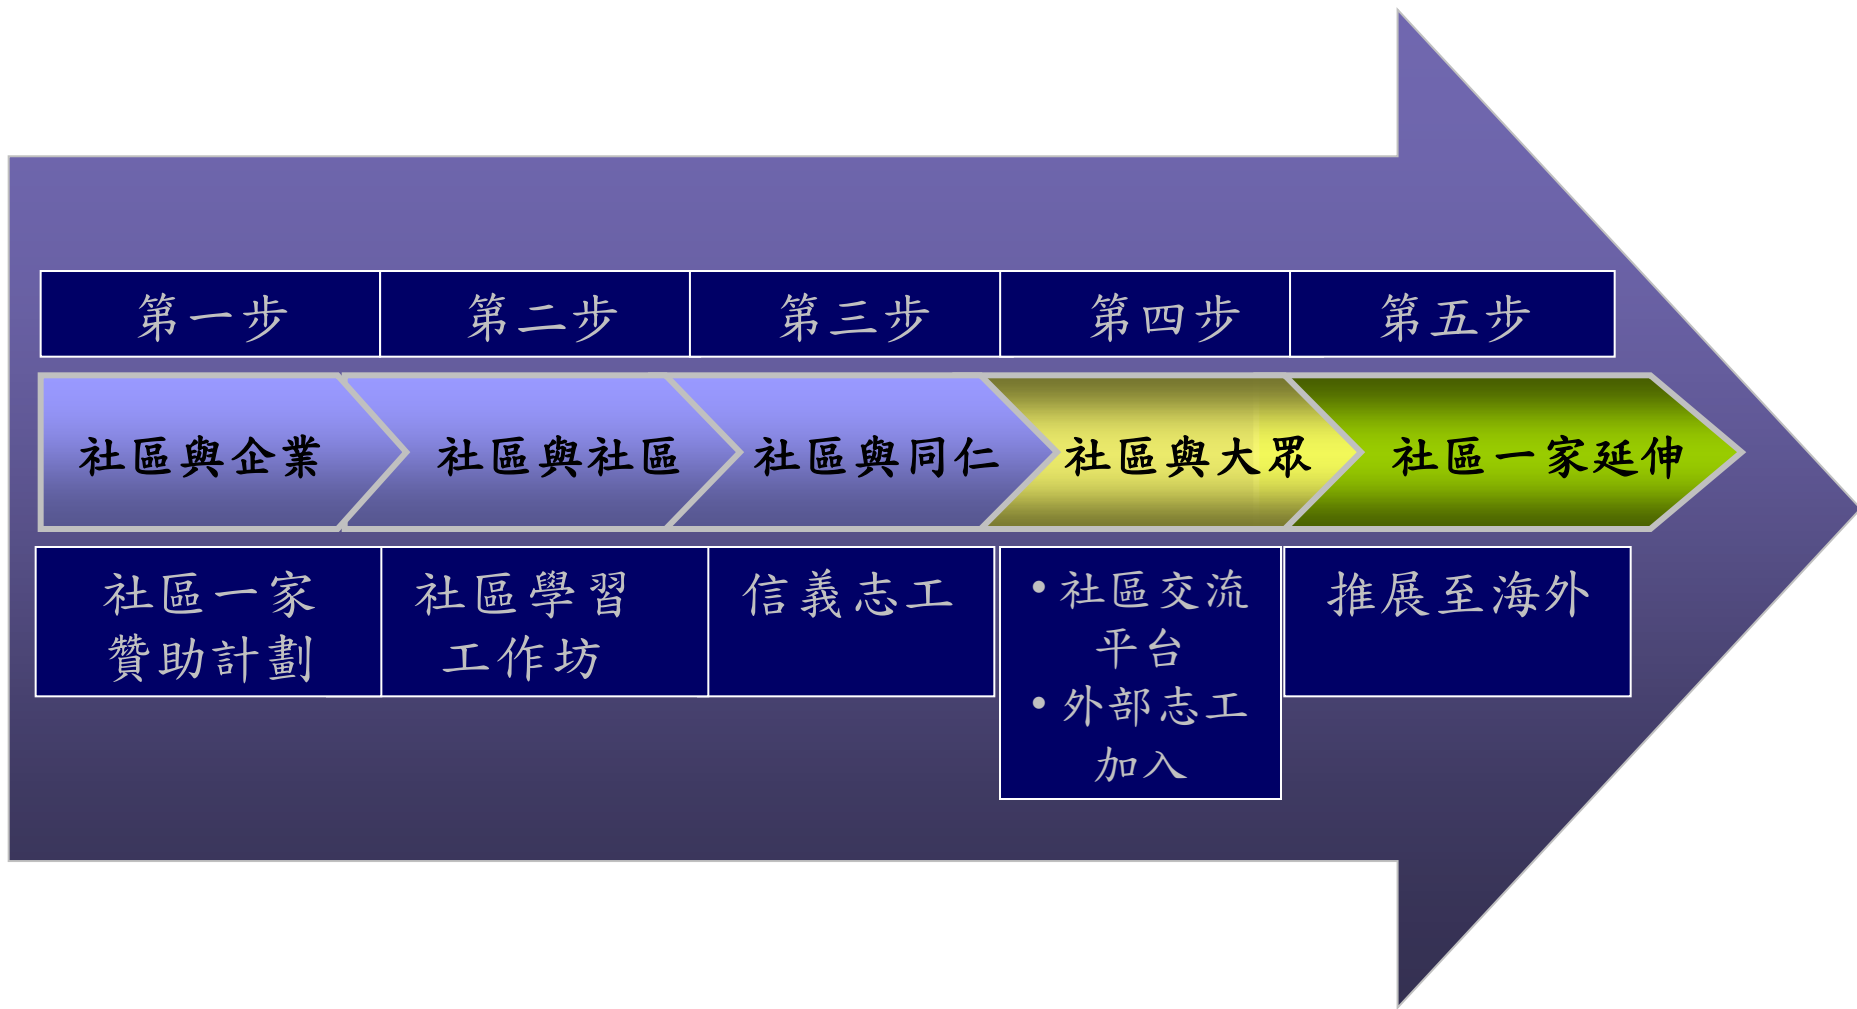 第一步
第二步
第三步
第四步
第五步
社區與企業
社區與社區
社區與同仁
社區與大眾
社區一家延伸
社區一家
贊助計劃
社區學習
工作坊
信義志工
•社區交流
平台
•外部志工
加入
推展至海外